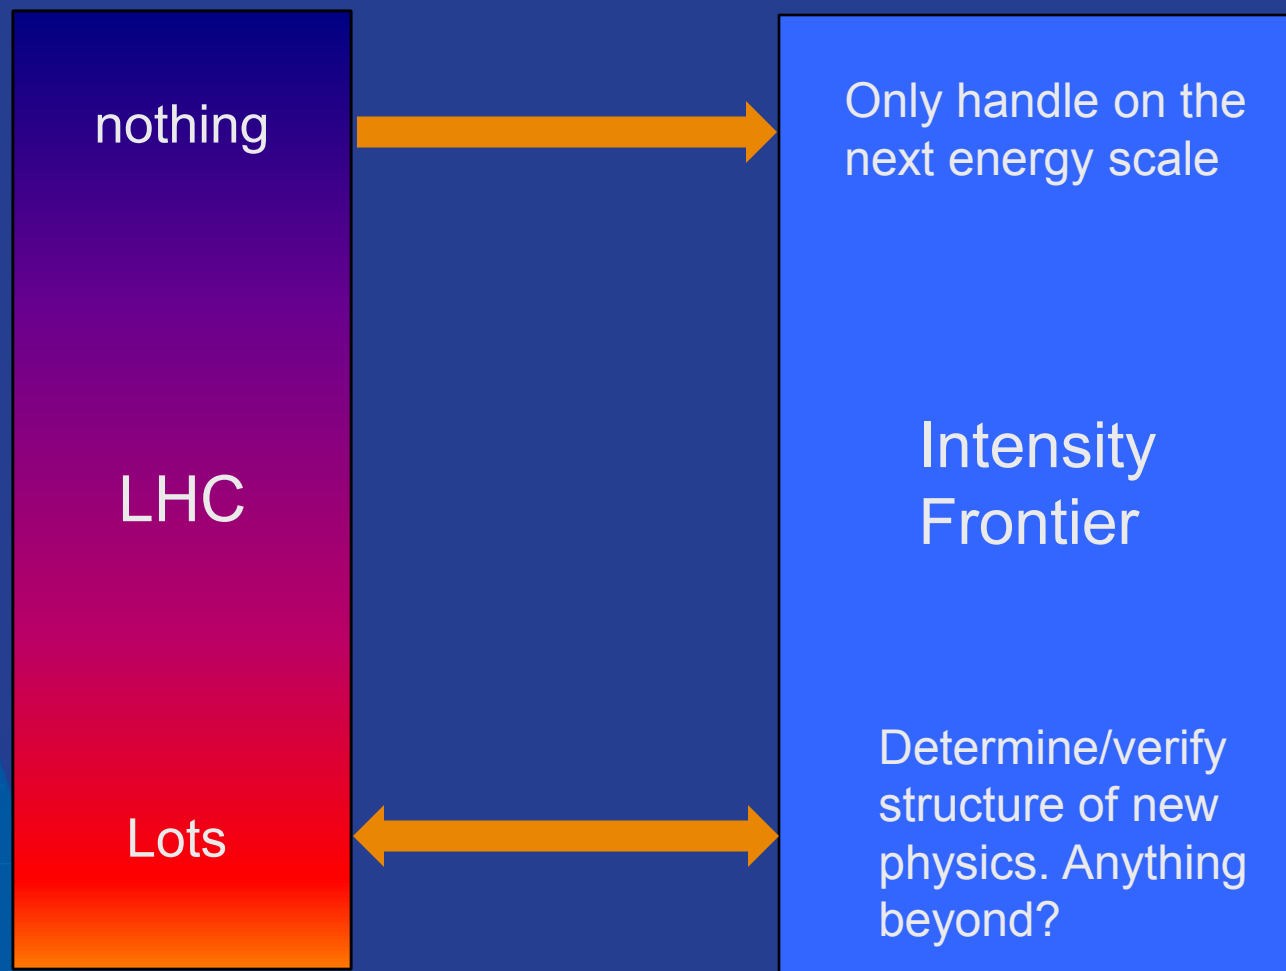 nothing
Only handle on the
next energy scale
LHC
Intensity
Frontier
Lots
Determine/verify
structure of new
physics. Anything
beyond?